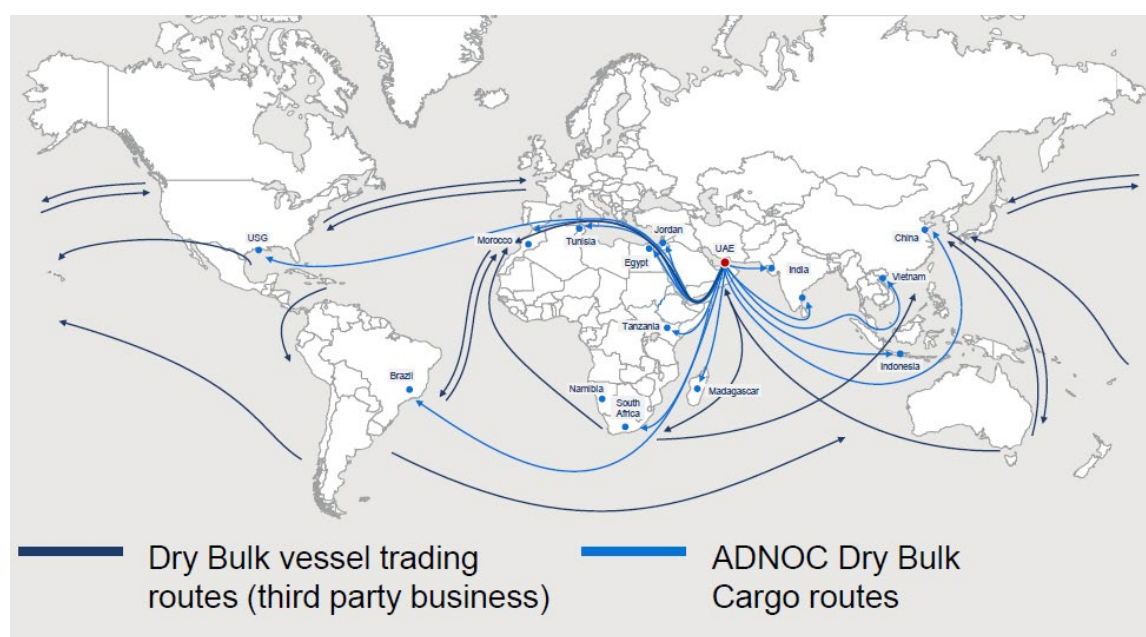 Jordan
USG
Morocco
Tunisia
UAE
China
Egypt
India
Vietnam
Tanzania
Indonesia
Brazil
Namibia
Madagascar
South
Africa
Dry Bulk vessel trading
routes (third party business)
ADNOC Dry Bulk
Cargo routes